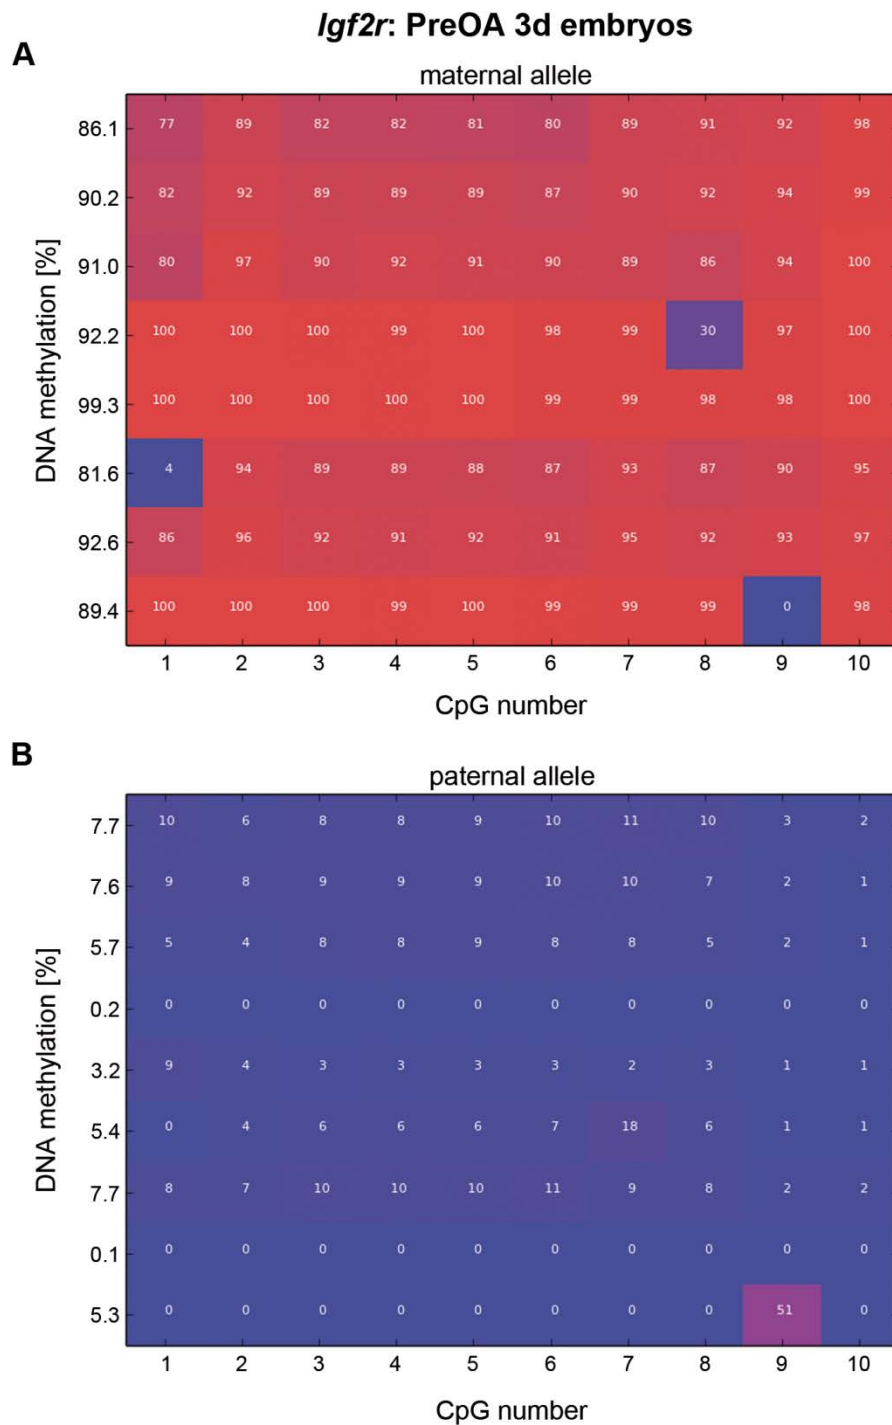 Igf2r: PreOA 3d embryos
A
maternal allele
DNA methylation [%]
86.1 77 89 82 82 81 80 89 91 92 98
90.2 82 92 89 89 89 87 90 92 94 99
91.0 80 97 90 92 91 90 89 86 94 100
92.2 100 100 100 99 100 98 99 30 97 100
99.3 100 100 100 100 100 99 99 98 98 100
81.6 4 94 89 89 88 87 93 87 90 95
92.6 86 96 92 91 92 91 95 92 93 97
89.4 100 100 100 99 100 99 99 99 0 98
1 2 3 4 5 6 7 8 9 10
CpG number
B
paternal allele
DNA methylation [%]
7.7 10 6 8 8 9 10 11 10 3 2
7.6 9 8 9 9 9 10 10 7 2 1
5.7 5 4 8 8 9 8 8 5 2 1
0.2 0 0 0 0 0 0 0 0 0 0
3.2 9 4 3 3 3 3 2 3 1 1
5.4 0 4 6 6 6 7 18 6 1 1
7.7 8 7 10 10 10 11 9 8 2 2
0.1 0 0 0 0 0 0 0 0 0 0
5.3 0 0 0 0 0 0 0 0 51 0
1 2 3 4 5 6 7 8 9 10
CpG number